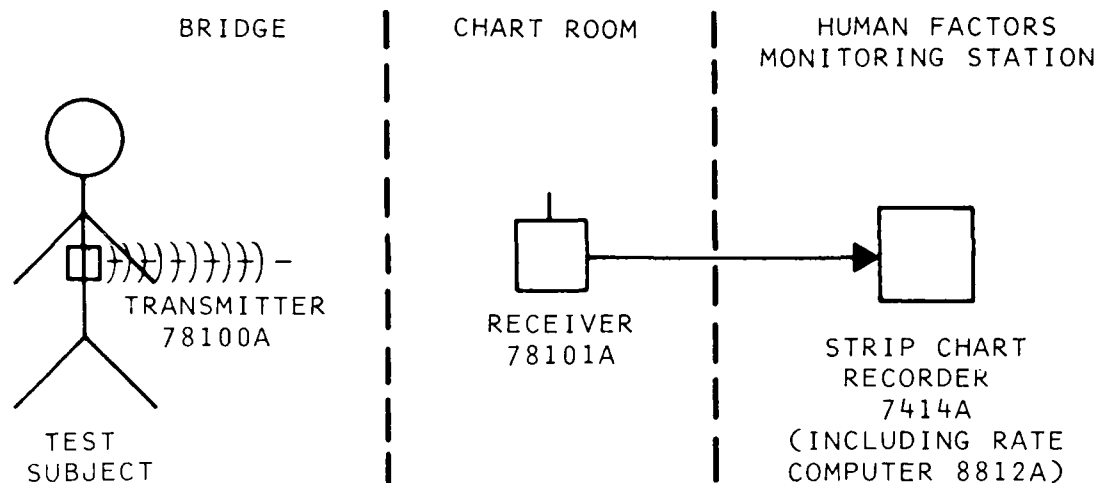 BRIDGE
CHART ROOM
HUMAN FACTORS
MONITORING STATION
TRANSMITTER
78100A
TEST
SUBJECT
RECEIVER
78101A
STRIP CHART
RECORDER
7414A
(INCLUDING RATE
COMPUTER 8812A)